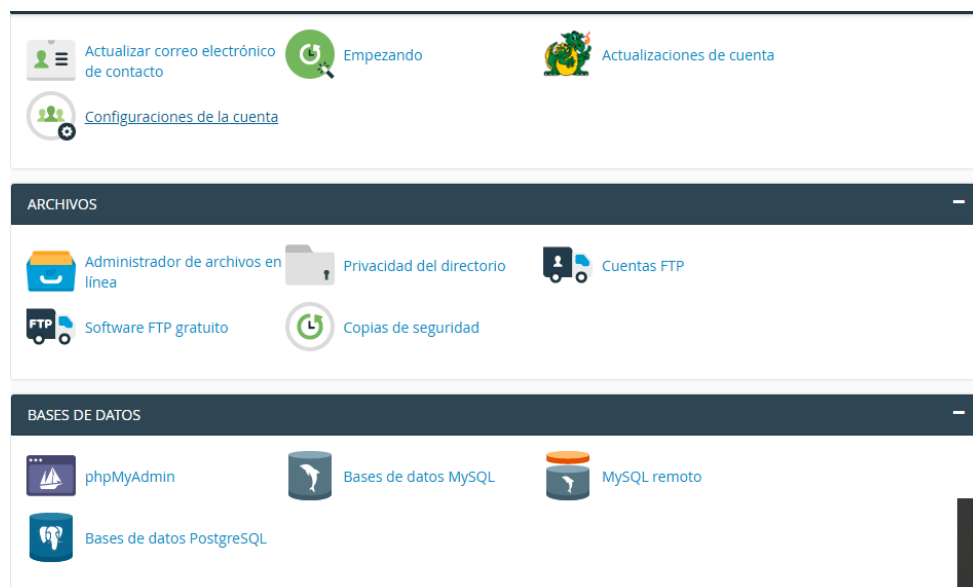 Actualizar correo electrónico
de contacto
Empezando
Actualizaciones de cuenta
Configuraciones de la cuenta
ARCHIVOS
Administrador de archivos en
línea
Privacidad del directorio
Cuentas FTP
FTP
Software FTP gratuito
Copias de seguridad
BASES DE DATOS
phpMyAdmin
Bases de datos MySQL
MySQL remoto
Bases de datos PostgreSQL